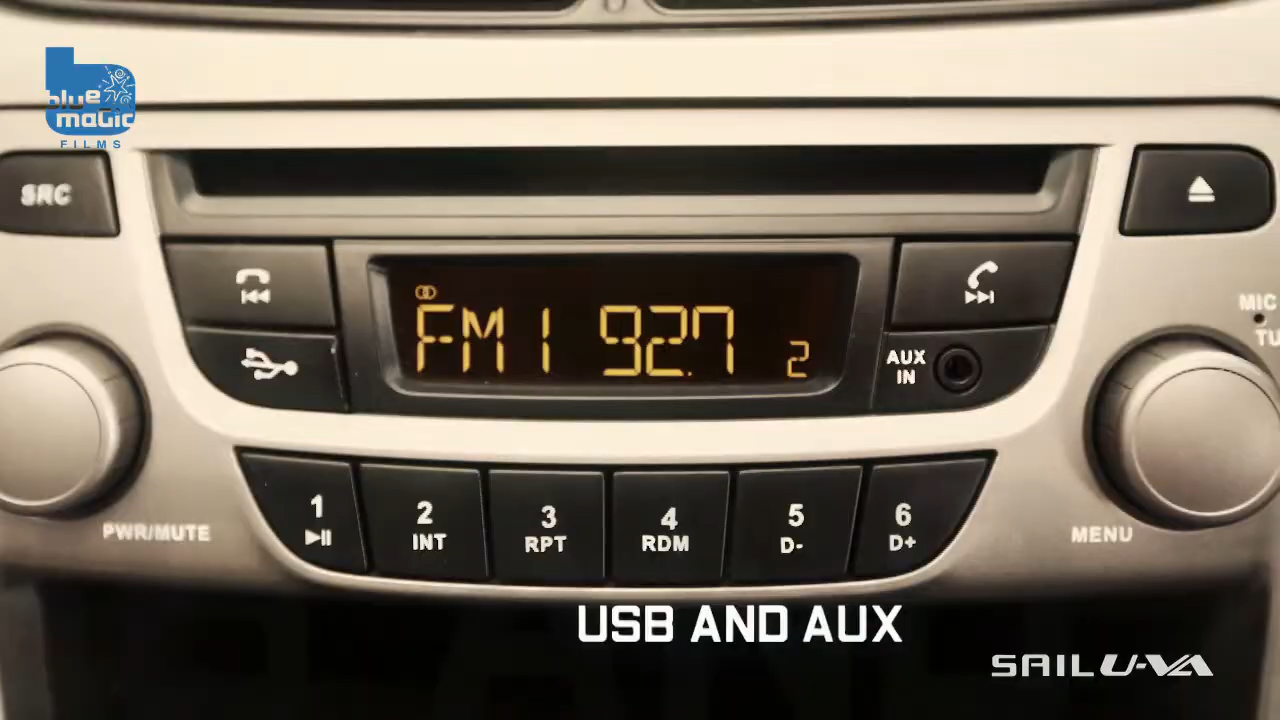 blue
maGic
FILMS
SRC
FM1 92.7 2
AUX
IN
MIC
TU
PWR/MUTE
MENU
1
2
INT
3
RPT
4
RDM
5
D-
6
D+
USB AND AUX
SAIL U-VA